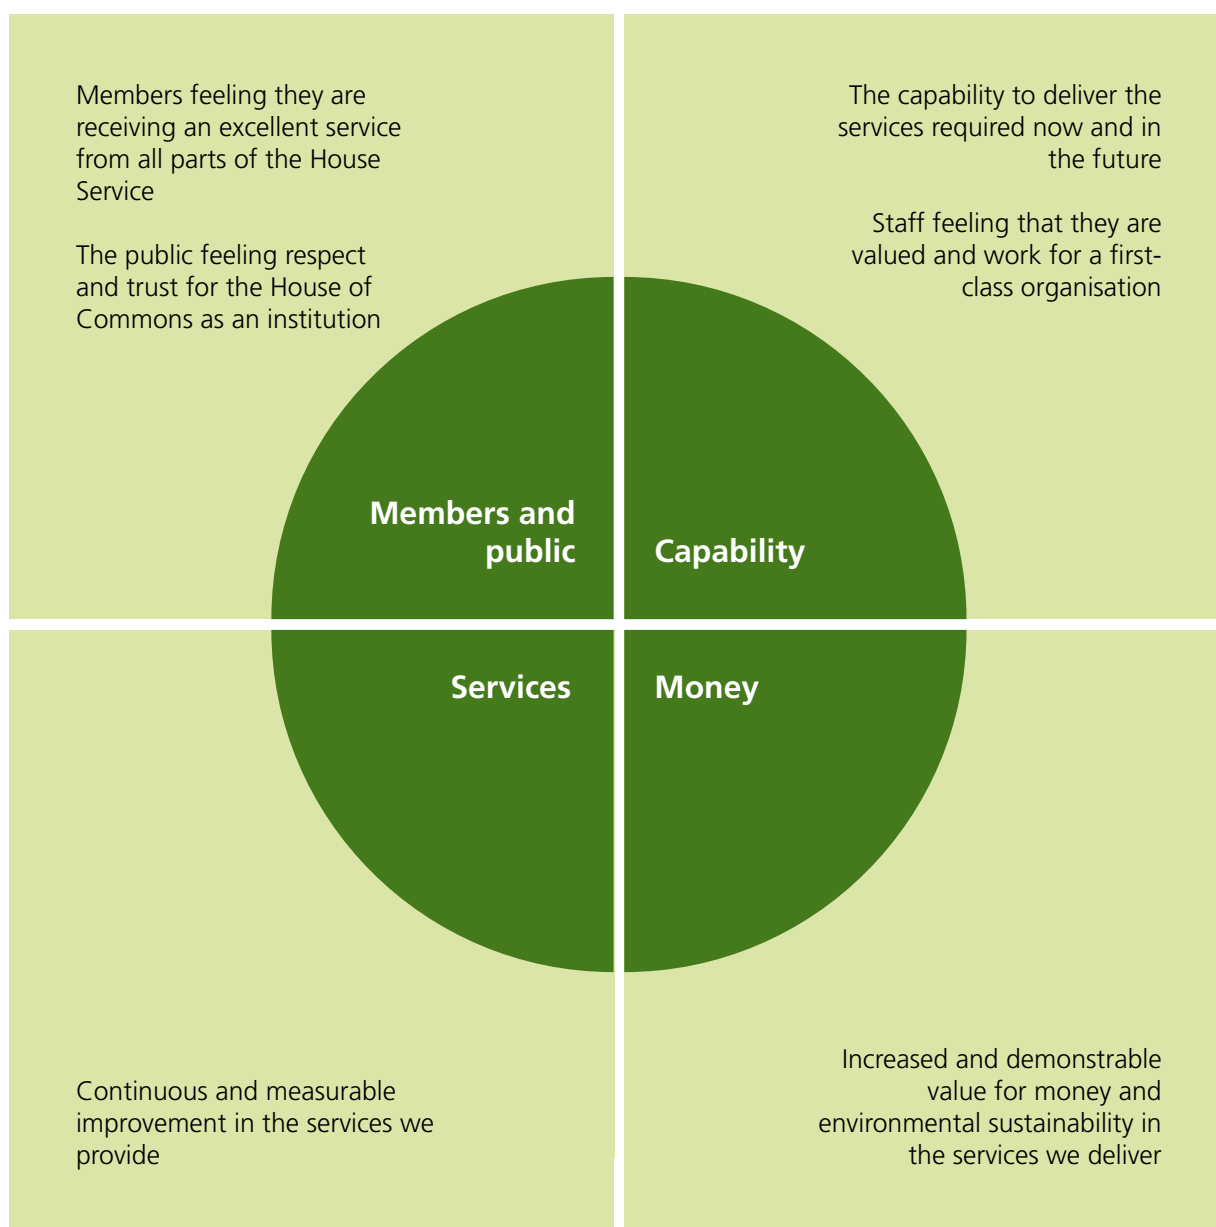 Members feeling they are
receiving an excellent service
from all parts of the House
Service
The public feeling respect
and trust for the House of
Commons as an institution
The capability to deliver the
services required now and in
the future
Staff feeling that they are
valued and work for a first-
class organisation
Members and
public
Capability
Services
Money
Continuous and measurable
improvement in the services we
provide
Increased and demonstrable
value for money and
environmental sustainability in
the services we deliver